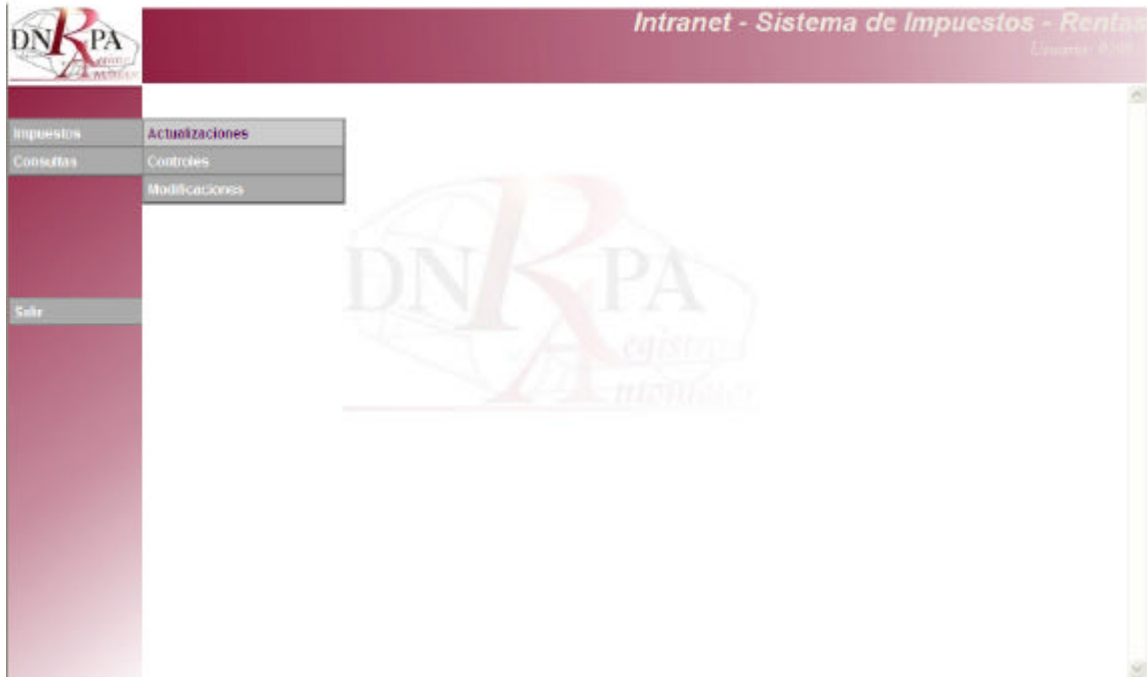 DNRPA
Intranet - Sistema de Impuestos - Rentas
Impuestos
Actualizaciones
Consultas
Controles
Modificaciones
Salir
DNRPA